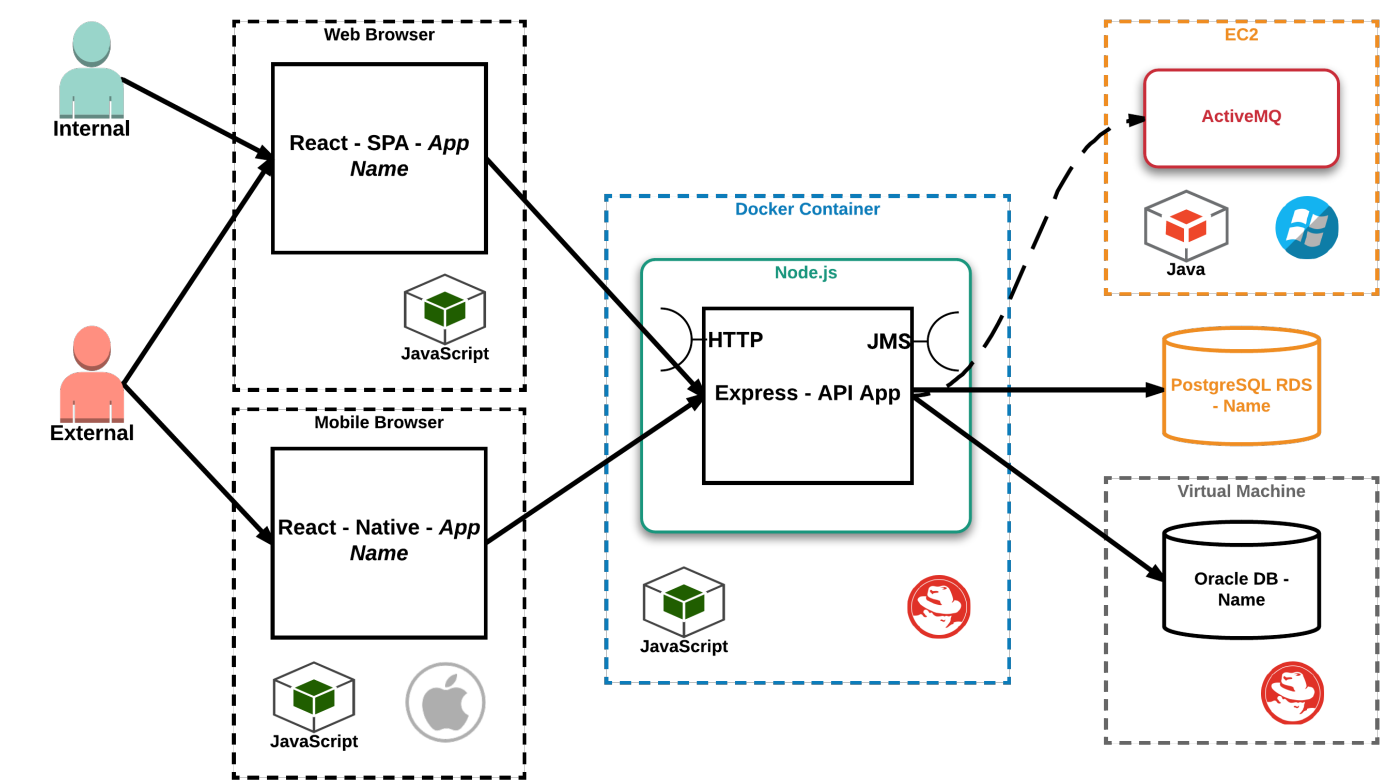 Internal
External
Web Browser
React - SPA - App
Name
JavaScript
Mobile Browser
React - Native - App
Name
JavaScript
Docker Container
Node.js
HTTP
JMS
Express - API App
JavaScript
EC2
ActiveMQ
Java
PostgreSQL RDS
- Name
Virtual Machine
Oracle DB -
Name